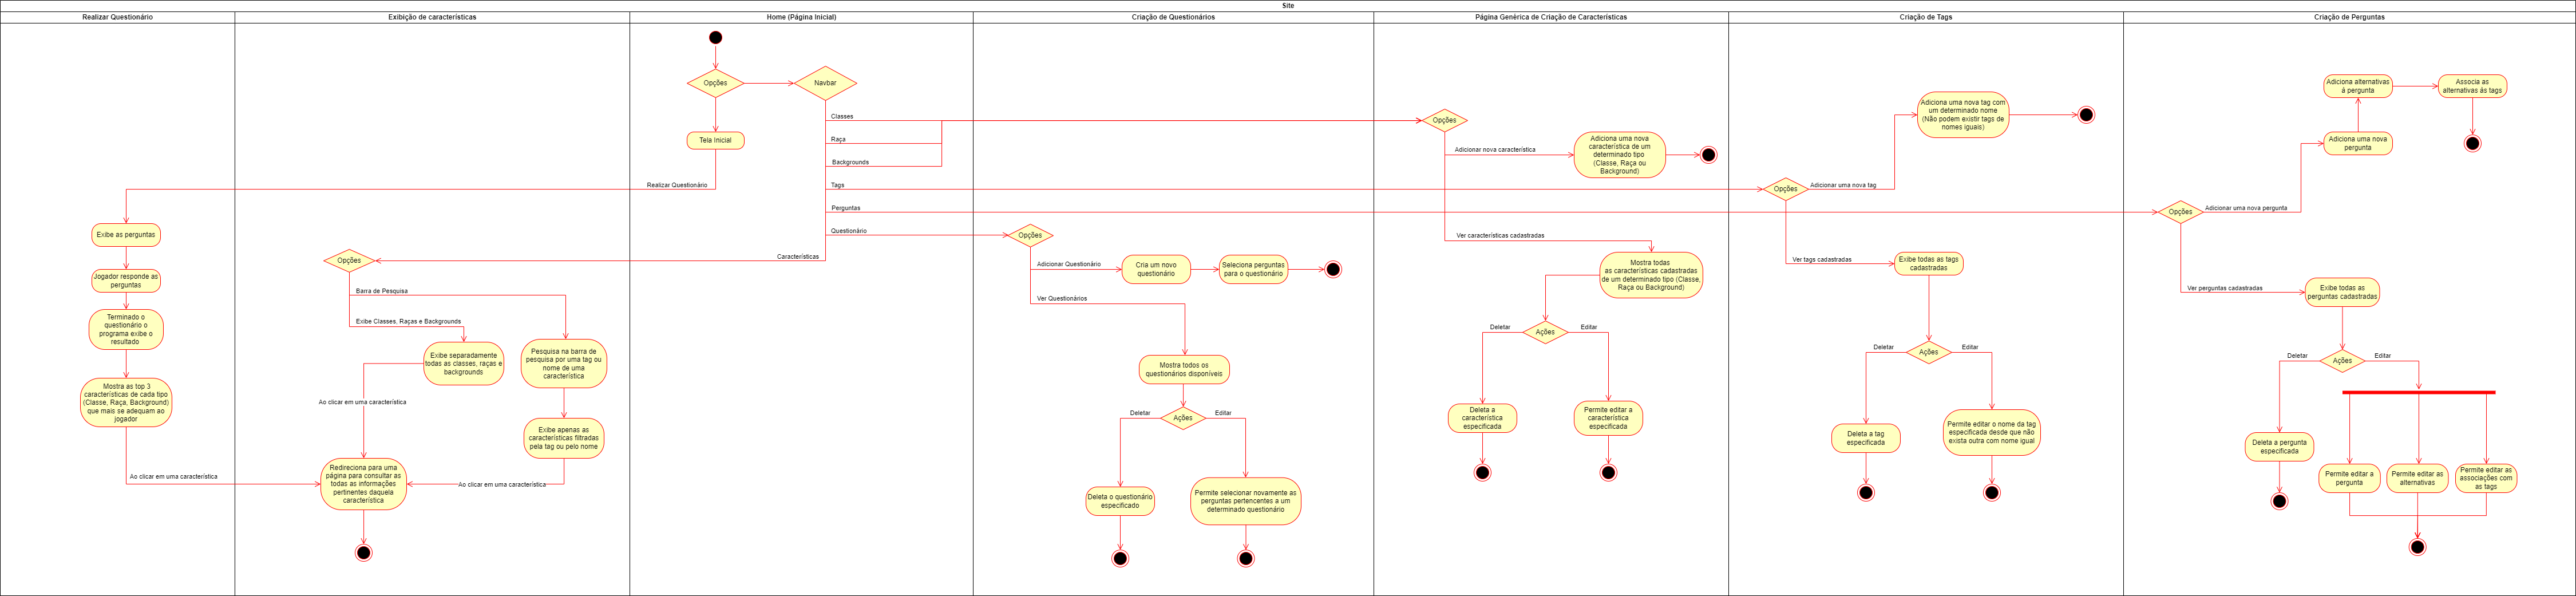 Site
Realizar Questionário
Exibição de características
Home (Página Inicial)
Criação de Questionários
Página Genérica de Criação de Características
Criação de Tags
Criação de Perguntas
Exibe as perguntas
Jogador responde as
perguntas
Terminado o
questionário o
programa exibe o
resultado
Mostra as top 3
características de cada tipo
(Classe, Raça, Background)
que mais se adequam ao
jogador
Ao clicar em uma característica
Opções
Barra de Pesquisa
Exibe Classes, Raças e Backgrounds
Exibe separadamente
todas as classes, raças e
backgrounds
Pesquisa na barra de
pesquisa por uma tag ou
nome de uma
característica
Ao clicar em uma característica
Exibe apenas as
características filtradas
pela tag ou pelo nome
Redireciona para uma
página para consultar as
todas as informações
pertinentes daquela
característica
Ao clicar em uma característica
Opções
Navbar
Tela Inicial
Realizar Questionário
Classes
Raça
Backgrounds
Tags
Perguntas
Questionário
Características
Opções
Adicionar Questionário
Cria um novo
questionário
Seleciona perguntas
para o questionário
Ver Questionários
Mostra todos os
questionários disponíveis
Ações
Deletar
Editar
Deleta o questionário
especificado
Permite selecionar novamente as
perguntas pertencentes a um
determinado questionário
Opções
Adicionar nova característica
Adiciona uma nova
característica de um
determinado tipo
(Classe, Raça ou
Background)
Ver características cadastradas
Mostra todas
as características cadastradas
de um determinado tipo (Classe,
Raça ou Background)
Ações
Deletar
Editar
Deleta a
característica
especificada
Permite editar a
característica
especificada
Opções
Adicionar uma nova tag
Adiciona uma nova tag com
um determinado nome
(Não podem existir tags de
nomes iguais)
Ver tags cadastradas
Exibe todas as tags
cadastradas
Ações
Deletar
Editar
Deleta a tag
especificada
Permite editar o nome da tag
especificada desde que não
exista outra com nome igual
Opções
Adicionar uma nova pergunta
Adiciona uma nova
pergunta
Adiciona alternativas
á pergunta
Associa as
alternativas ás tags
Ver perguntas cadastradas
Exibe todas as
perguntas cadastradas
Ações
Deletar
Editar
Deleta a pergunta
especificada
Permite editar a
pergunta
Permite editar as
alternativas
Permite editar as
associações com
as tags